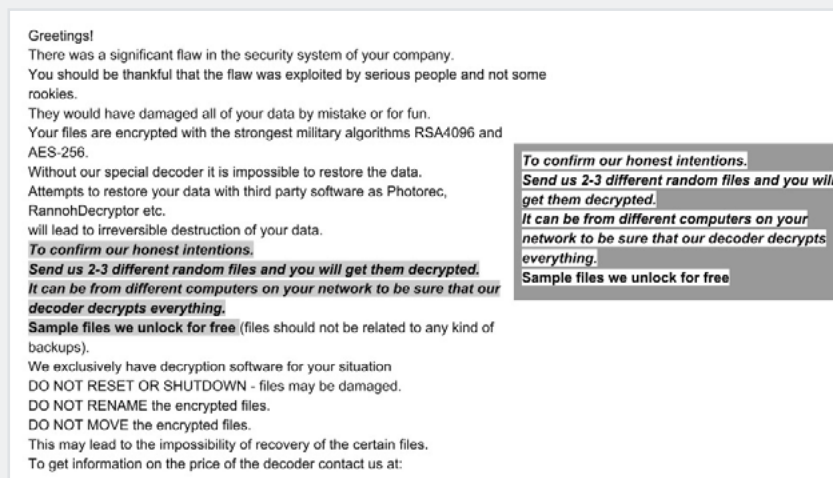 Greetings!
There was a significant flaw in the security system of your company.
You should be thankful that the flaw was exploited by serious people and not some
rookies.
They would have damaged all of your data by mistake or for fun.
Your files are encrypted with the strongest military algorithms RSA4096 and
AES-256.
Without our special decoder it is impossible to restore the data.
Attempts to restore your data with third party software as Photorec,
RannohDecryptor etc.
will lead to irreversible destruction of your data.
To confirm our honest intentions.
Send us 2-3 different random files and you will get them decrypted.
It can be from different computers on your network to be sure that our
decoder decrypts everything.
Sample files we unlock for free (files should not be related to any kind of
backups).
We exclusively have decryption software for your situation
DO NOT RESET OR SHUTDOWN - files may be damaged.
DO NOT RENAME the encrypted files.
DO NOT MOVE the encrypted files.
This may lead to the impossibility of recovery of the certain files.
To get information on the price of the decoder contact us at:
To confirm our honest intentions.
Send us 2-3 different random files and you will
get them decrypted.
It can be from different computers on your
network to be sure that our decoder decrypts
everything.
Sample files we unlock for free